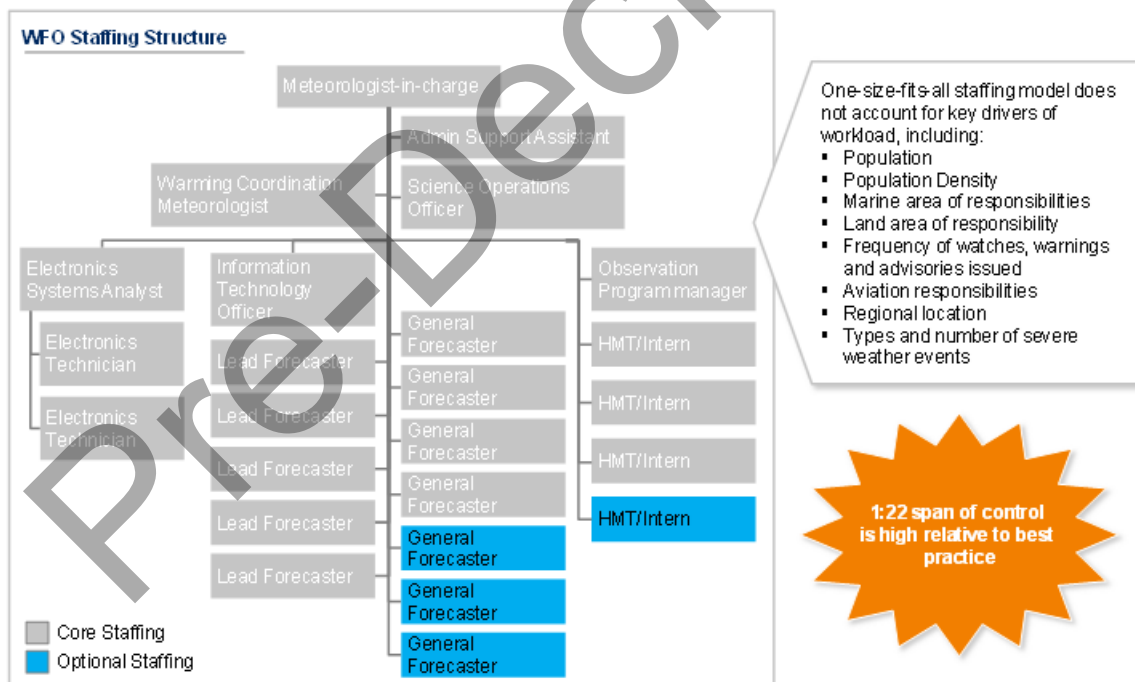 WFO Staffing Structure
Meteorologist-in-charge
Admin Support Assistant
Warming Coordination
Meteorologist
Science Operations
Officer
Electronics
Systems Analyst
Information
Technology
Officer
Observation
Program manager
Electronics
Technician
Electronics
Technician
Lead Forecaster
Lead Forecaster
Lead Forecaster
Lead Forecaster
Lead Forecaster
General
Forecaster
General
Forecaster
General
Forecaster
General
Forecaster
General
Forecaster
General
Forecaster
General
Forecaster
HMT/Intern
HMT/Intern
HMT/Intern
HMT/Intern
Core Staffing
Optional Staffing
One-size-fits-all staffing model does
not account for key drivers of
workload, including:
▪ Population
▪ Population Density
▪ Marine area of responsibilities
▪ Land area of responsibility
▪ Frequency of watches, warnings
and advisories issued
▪ Aviation responsibilities
▪ Regional location
▪ Types and number of severe
weather events
1:22 span of control
is high relative to best
practice
Pre-Dec